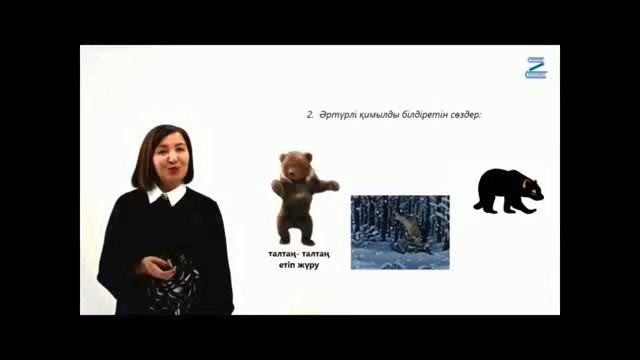 2. Әртүрлі қимылды білдіретін сөздер:
талтаң- талтаң
етіп жүру